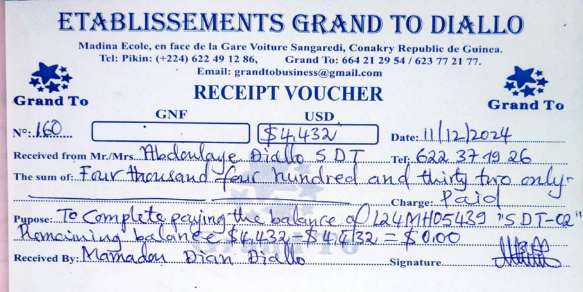 ETABLISSEMENTS GRAND TO DIALLO
Madina Ecole, en face de la Gare Voiture Sangaredi, Conakry Republic de Guinea.
Tel: Pikin: (+224) 622 49 12 86, Grand To: 664 21 29 54 / 623 77 21 77.
Email: grandtobusiness@gmail.com
Grand To
RECEIPT VOUCHER
Grand To
GNF USD
Nº: 160 $4,432 Date: 11/12/2024
Received from Mr./Mrs. Abdoulaye Diallo SDT Tel: 622 37 19 26
The sum of: Four thousand four hundred and thirty two only-
Charge: Paid
Pupose: To Complete paying the balance of L24MH05439 "SDT-02"
Remaining balance $4,432-$4,432 = $0.00
Received By: Mamadou Dian Diallo Signature